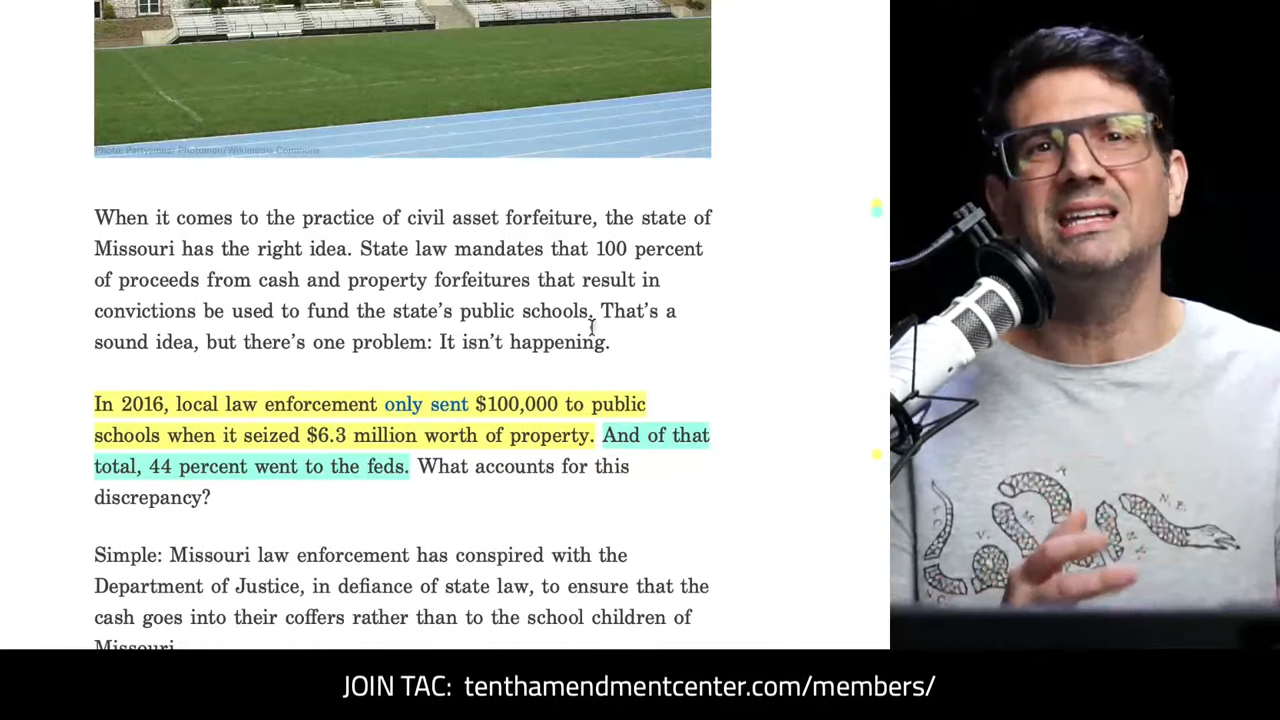 Photo: Pattysmear Photoman/Wikimedia Commons
When it comes to the practice of civil asset forfeiture, the state of
Missouri has the right idea. State law mandates that 100 percent
of proceeds from cash and property forfeitures that result in
convictions be used to fund the state’s public schools. That’s a
sound idea, but there’s one problem: It isn’t happening.
In 2016, local law enforcement only sent $100,000 to public
schools when it seized $6.3 million worth of property. And of that
total, 44 percent went to the feds. What accounts for this
discrepancy?
Simple: Missouri law enforcement has conspired with the
Department of Justice, in defiance of state law, to ensure that the
cash goes into their coffers rather than to the school children of
Missouri.
N.E.
JOIN TAC: tenthamendmentcenter.com/members/